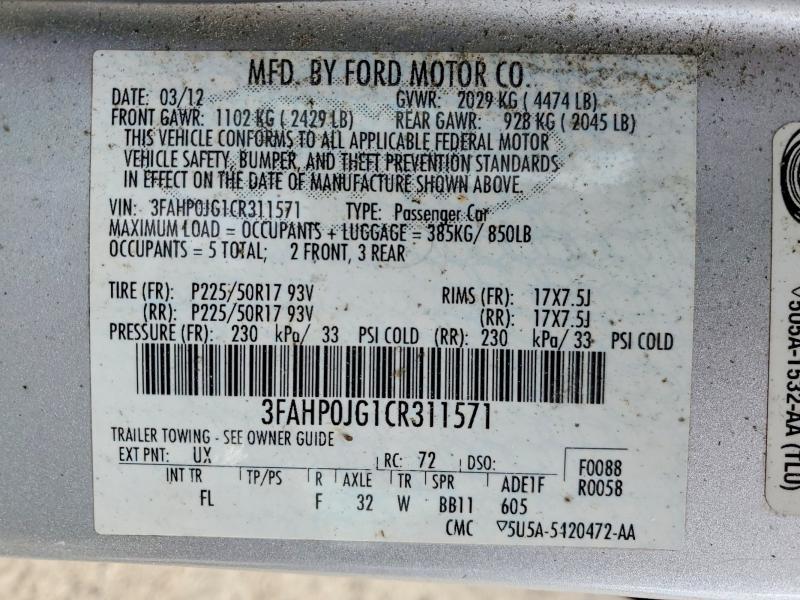 MFD. BY FORD MOTOR CO.
DATE: 03/12 GVWR: 2029 KG ( 4474 LB)
FRONT GAWR: 1102 KG ( 2429 LB) REAR GAWR: 928 KG ( 2045 LB)
THIS VEHICLE CONFORMS TO ALL APPLICABLE FEDERAL MOTOR
VEHICLE SAFETY, BUMPER, AND THEFT PREVENTION STANDARDS
IN EFFECT ON THE DATE OF MANUFACTURE SHOWN ABOVE.
VIN: 3FAHP0JG1CR311571 TYPE: Passenger Car
MAXIMUM LOAD = OCCUPANTS + LUGGAGE = 385KG/ 850LB
OCCUPANTS = 5 TOTAL; 2 FRONT, 3 REAR
TIRE (FR): P225/50R17 93V RIMS (FR): 17X7.5J
(RR): P225/50R17 93V (RR): 17X7.5J
PRESSURE (FR): 230 kPa/ 33 PSI COLD (RR): 230 kPa/ 33 PSI COLD
3FAHP0JG1CR311571
TRAILER TOWING - SEE OWNER GUIDE
EXT PNT: UX RC: 72 DSO: F0088
INT TR TP/PS R AXLE TR SPR ADE1F R0058
FL F 32 W BB11 605
CMC 5U5A-5420472-AA
5U5A-1532-AA (TLU)